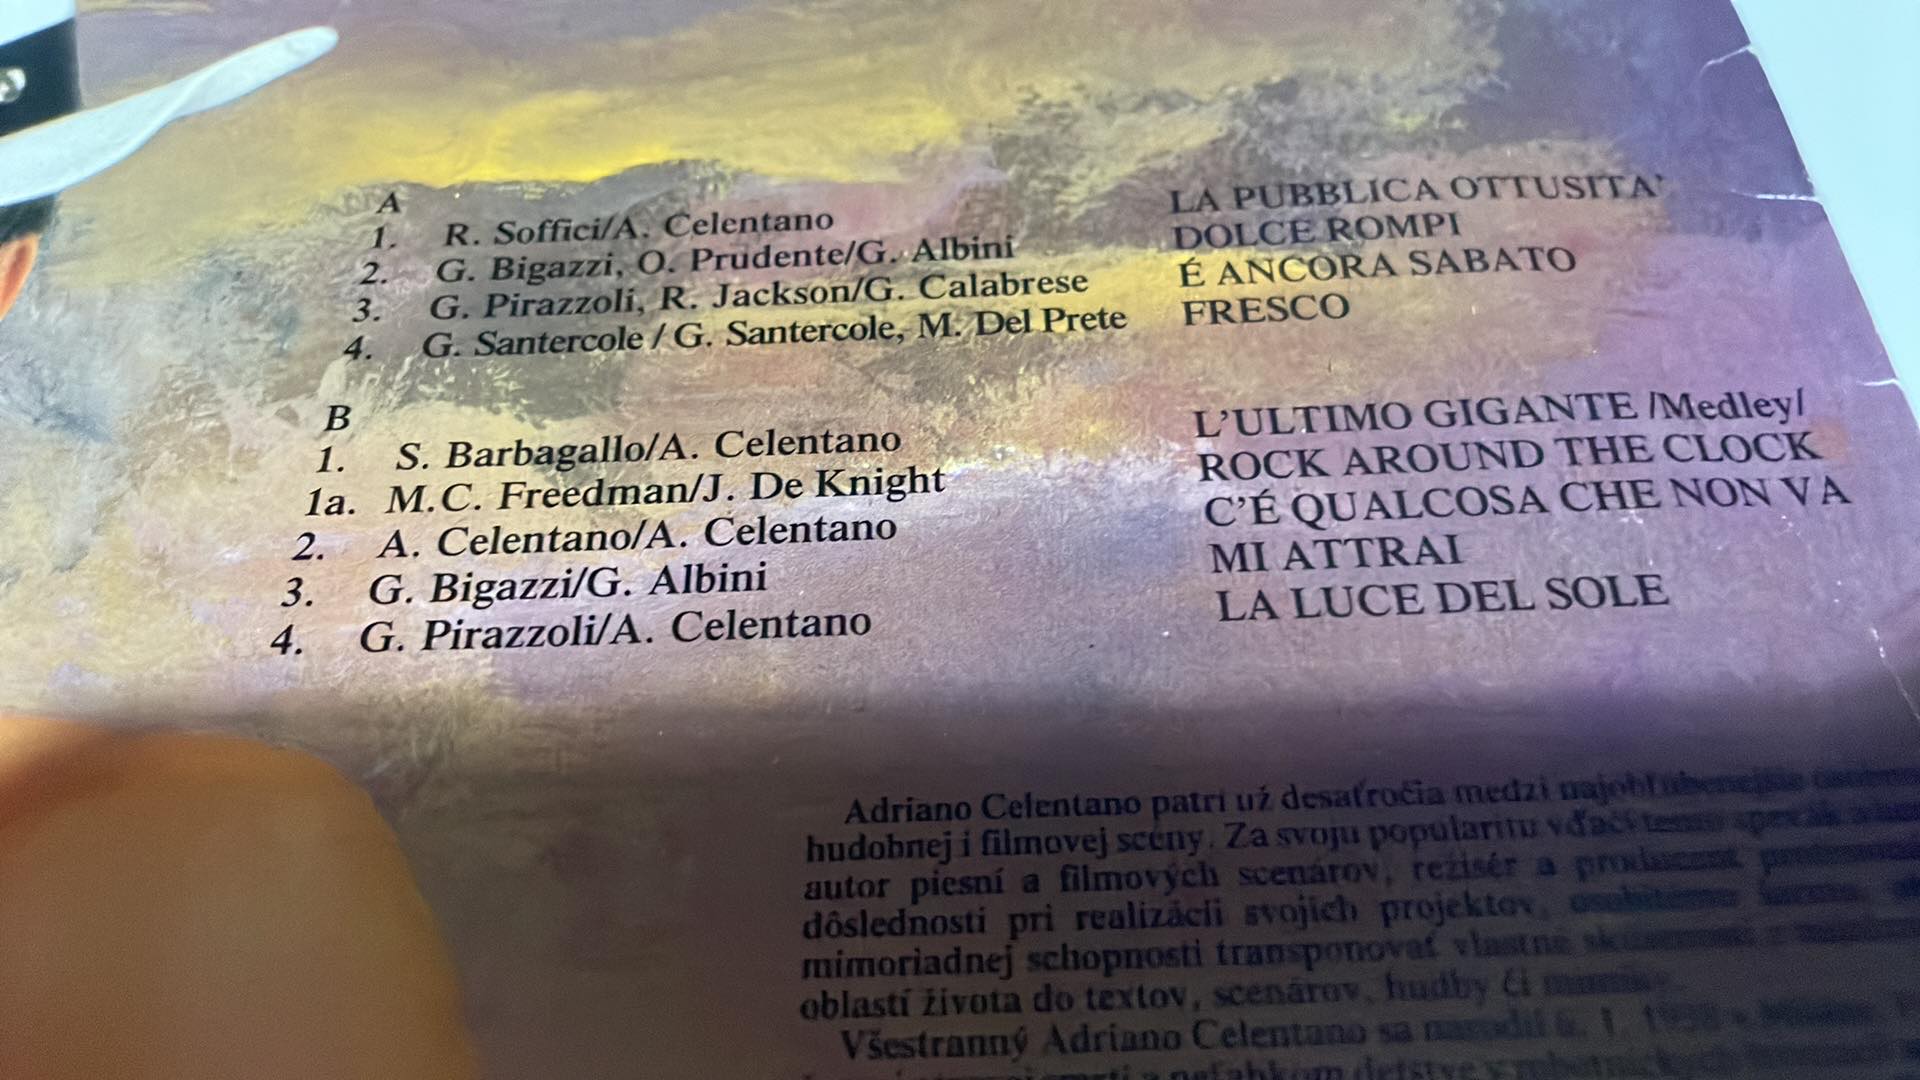 A
1. R. Soffici/A. Celentano LA PUBBLICA OTTUSITA'
2. G. Bigazzi, O. Prudente/G. Albini DOLCE ROMPI
3. G. Pirazzoli, R. Jackson/G. Calabrese É ANCORA SABATO
4. G. Santercole / G. Santercole, M. Del Prete FRESCO
B
1. S. Barbagallo/A. Celentano L'ULTIMO GIGANTE /Medley/
1a. M.C. Freedman/J. De Knight ROCK AROUND THE CLOCK
2. A. Celentano/A. Celentano C'É QUALCOSA CHE NON VA
3. G. Bigazzi/G. Albini MI ATTRAI
4. G. Pirazzoli/A. Celentano LA LUCE DEL SOLE
Adriano Celentano patrí už desaťročia medzi
hudobnej i filmovej scény. Za svoju popularitu vďačí
autor piesní a filmových scenárov, režisér a producent
dôslednosti pri realizácii svojich projektov,
mimoriadnej schopnosti transponovať vlastné
oblastí života do textov, scenárov, hudby či
Všestranný Adriano Celentano sa narodil 6. 1.